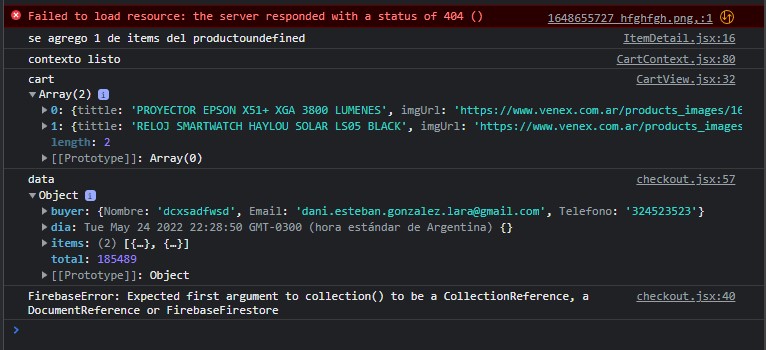 Failed to load resource: the server responded with a status of 404 () 1648655727 hfghfgh.png,:1
se agrego 1 de items del productoundefined ItemDetail.jsx:16
contexto listo CartContext.jsx:80
cart CartView.jsx:32
▼Array(2) i
▶0: {tittle: 'PROYECTOR EPSON X51+ XGA 3800 LUMENES', imgUrl: 'https://www.venex.com.ar/products_images/16
▶1: {tittle: 'RELOJ SMARTWATCH HAYLOU SOLAR LS05 BLACK', imgUrl: 'https://www.venex.com.ar/products_images
length: 2
▶[[Prototype]]: Array(0)
data checkout.jsx:57
▼Object i
▶buyer: {Nombre: 'dcxsadfwsd', Email: 'dani.esteban.gonzalez.lara@gmail.com', Telefono: '324523523'}
▶dia: Tue May 24 2022 22:28:50 GMT-0300 (hora estándar de Argentina) {}
▶items: (2) [{…}, {…}]
total: 185489
▶[[Prototype]]: Object
FirebaseError: Expected first argument to collection() to be a CollectionReference, a checkout.jsx:40
DocumentReference or FirebaseFirestore
>